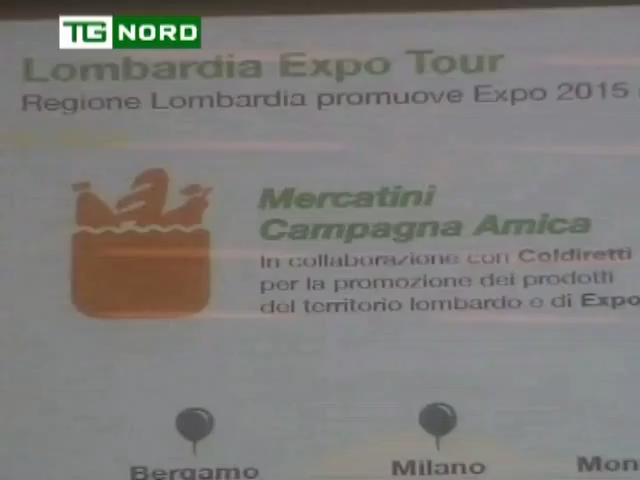 TG NORD
Lombardia Expo Tour
Regione Lombardia promuove Expo 2015
Mercatini
Campagna Amica
In collaborazione con Coldiretti
per la promozione dei prodotti
del territorio lombardo e di Expo
Bergamo
Milano
Mon